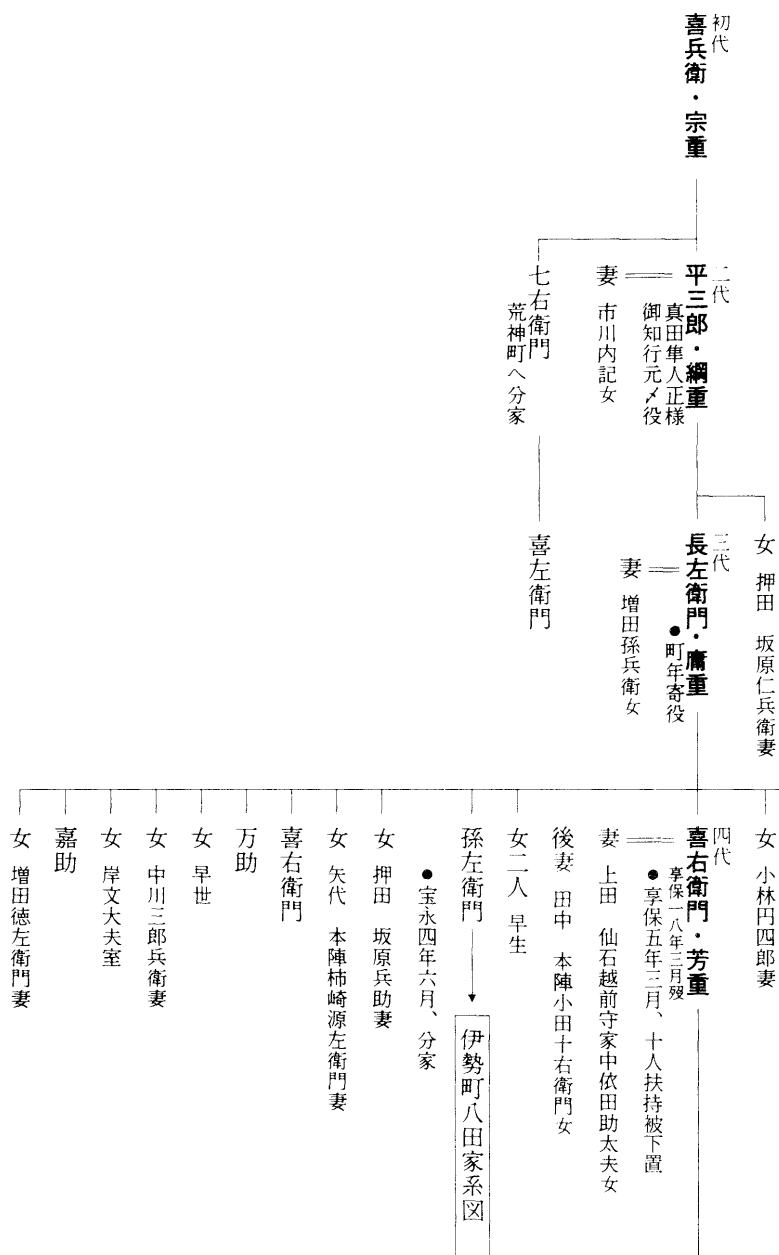 初代
喜兵衛・宗重
二代
平三郎・綱重
真田隼人正様
御知行元〆役
妻　市川内記女
七右衛門
荒神町へ分家
女　押田　坂原仁兵衛妻
三代
長左衛門・庸重
●町年寄役
妻　増田孫兵衛女
喜左衛門
女　小林円四郎妻
四代
喜右衛門・芳重
享保一八年三月歿
●享保五年三月、十人扶持被下置
妻　上田　仙石越前守家中依田助太夫女
後妻　田中　本陣小田十右衛門女
女二人　早生
孫左衛門
伊勢町八田家系図
●宝永四年六月、分家
女　押田　坂原兵助妻
女　矢代　本陣柿崎源左衛門妻
喜右衛門
万助
女　早世
女　中川三郎兵衛妻
女　岸文大夫室
嘉助
女　増田徳左衛門妻